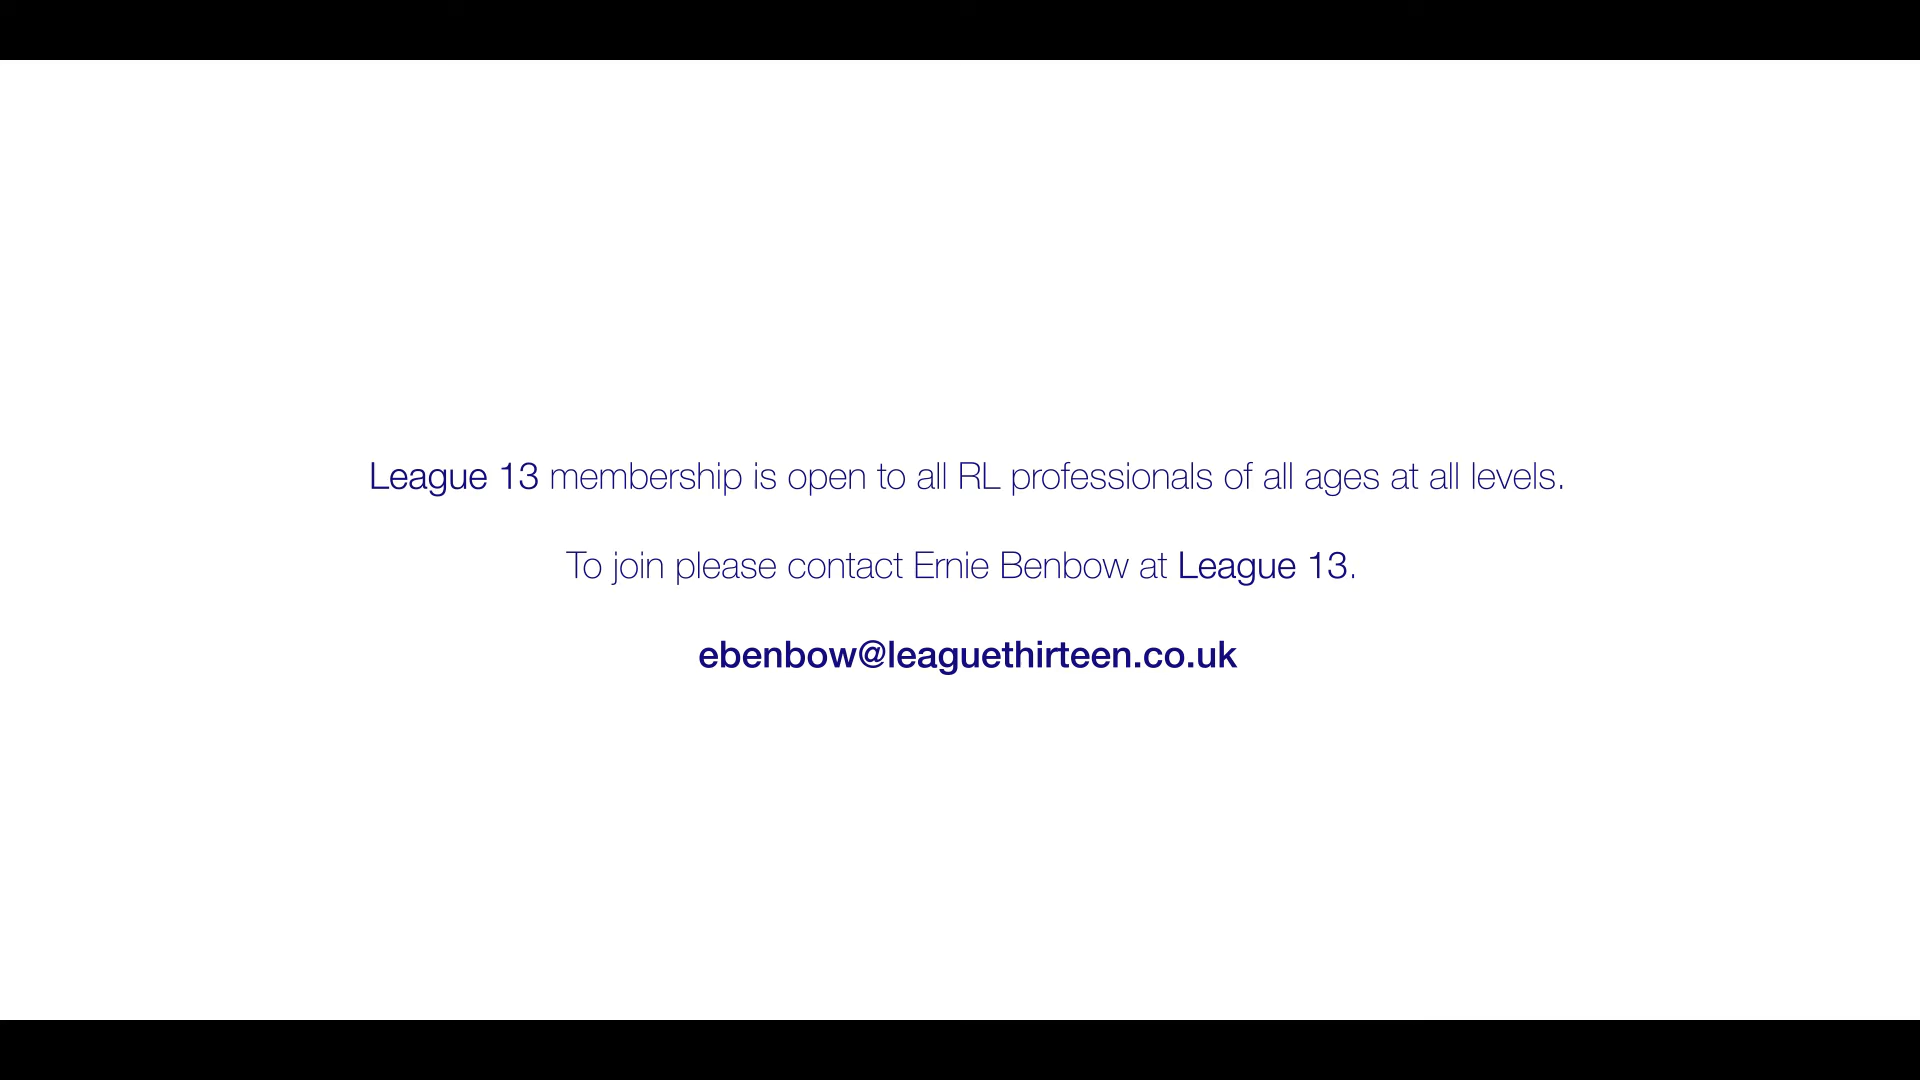 League 13 membership is open to all RL professionals of all ages at all levels.
To join please contact Ernie Benbow at League 13.
ebenbow@leaguethirteen.co.uk